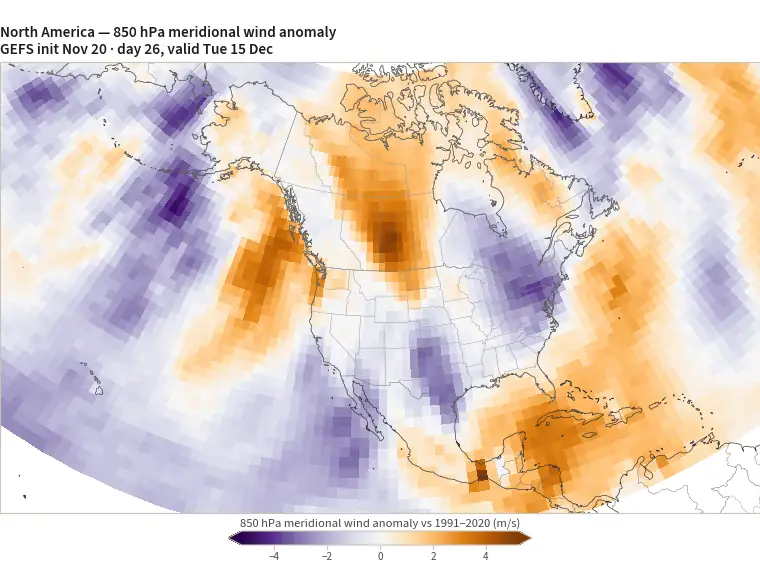 North America — 850 hPa meridional wind anomaly
GEFS init Nov 20 · day 26, valid Tue 15 Dec
850 hPa meridional wind anomaly vs 1991–2020 (m/s)
−4 −2 0 2 4